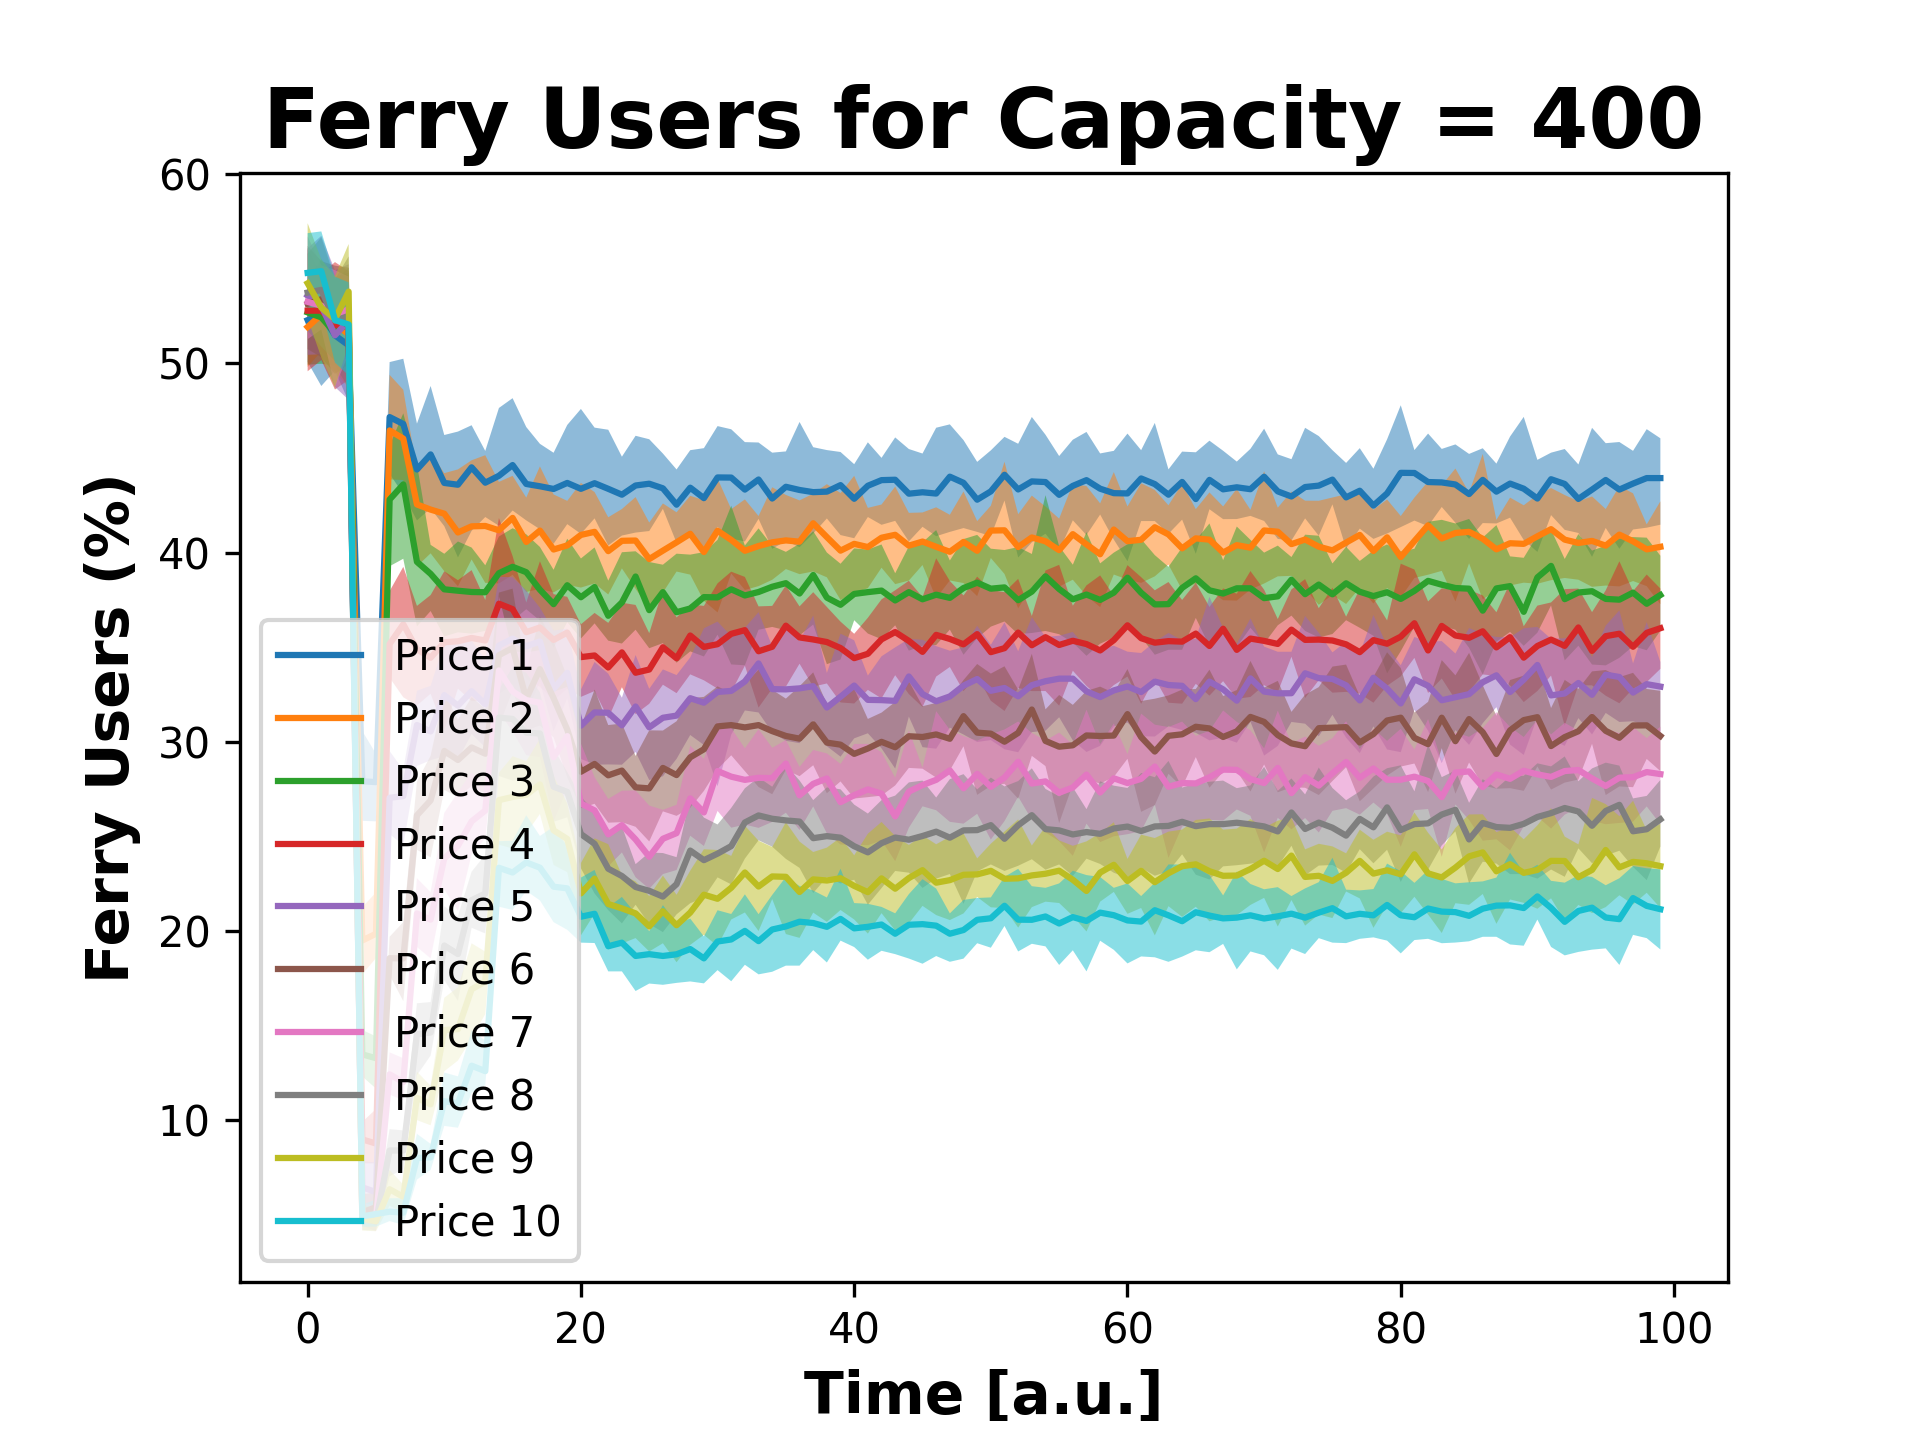 Ferry Users for Capacity = 400
60
50
40
30
20
10
Ferry Users (%)
Price 1
Price 2
Price 3
Price 4
Price 5
Price 6
Price 7
Price 8
Price 9
Price 10
0 20 40 60 80 100
Time [a.u.]